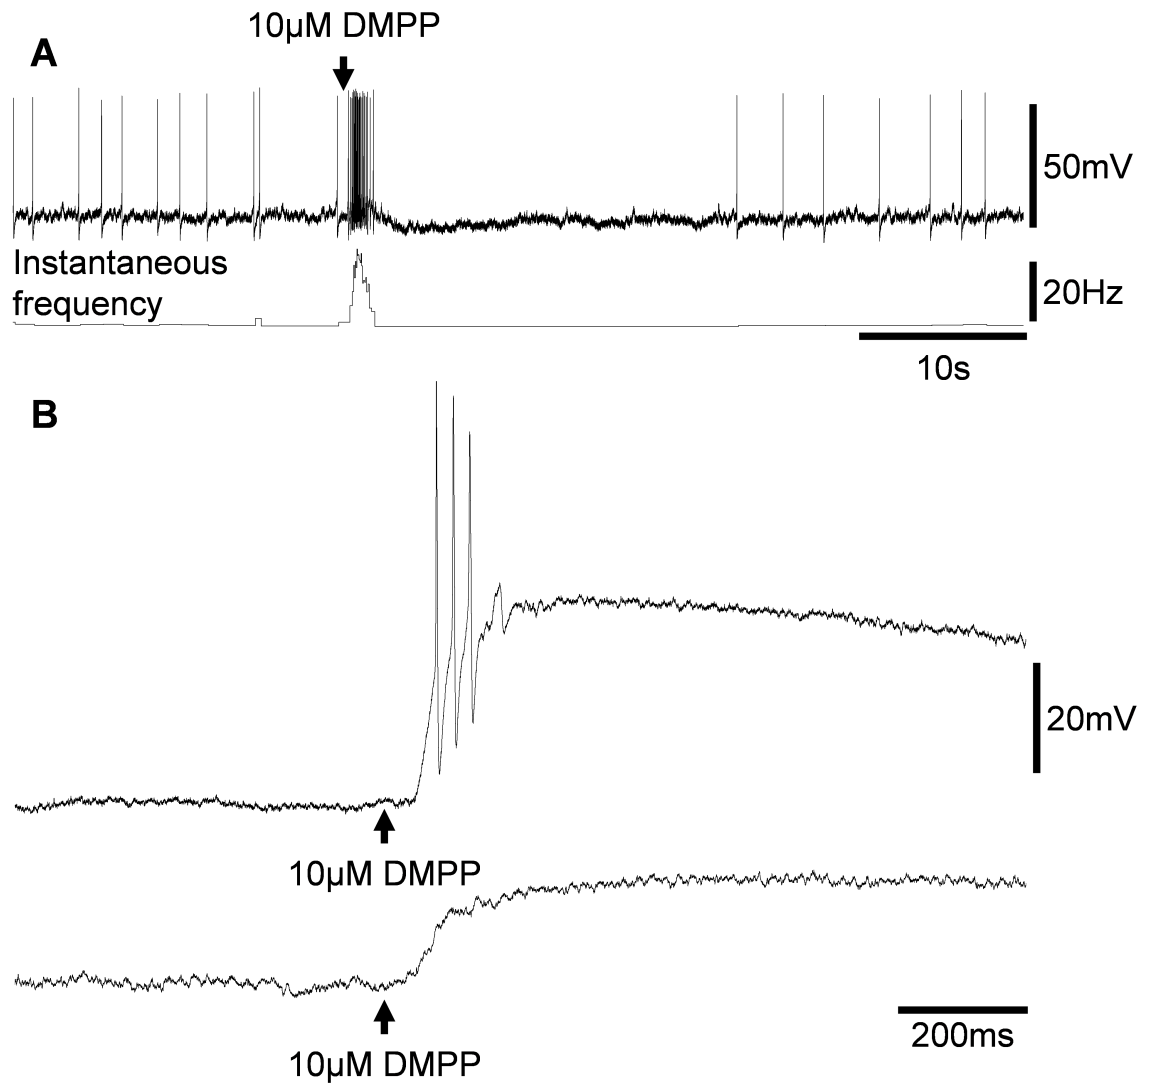 10µM DMPP
A
50mV
Instantaneous
frequency
20Hz
10s
B
20mV
10µM DMPP
200ms
10µM DMPP